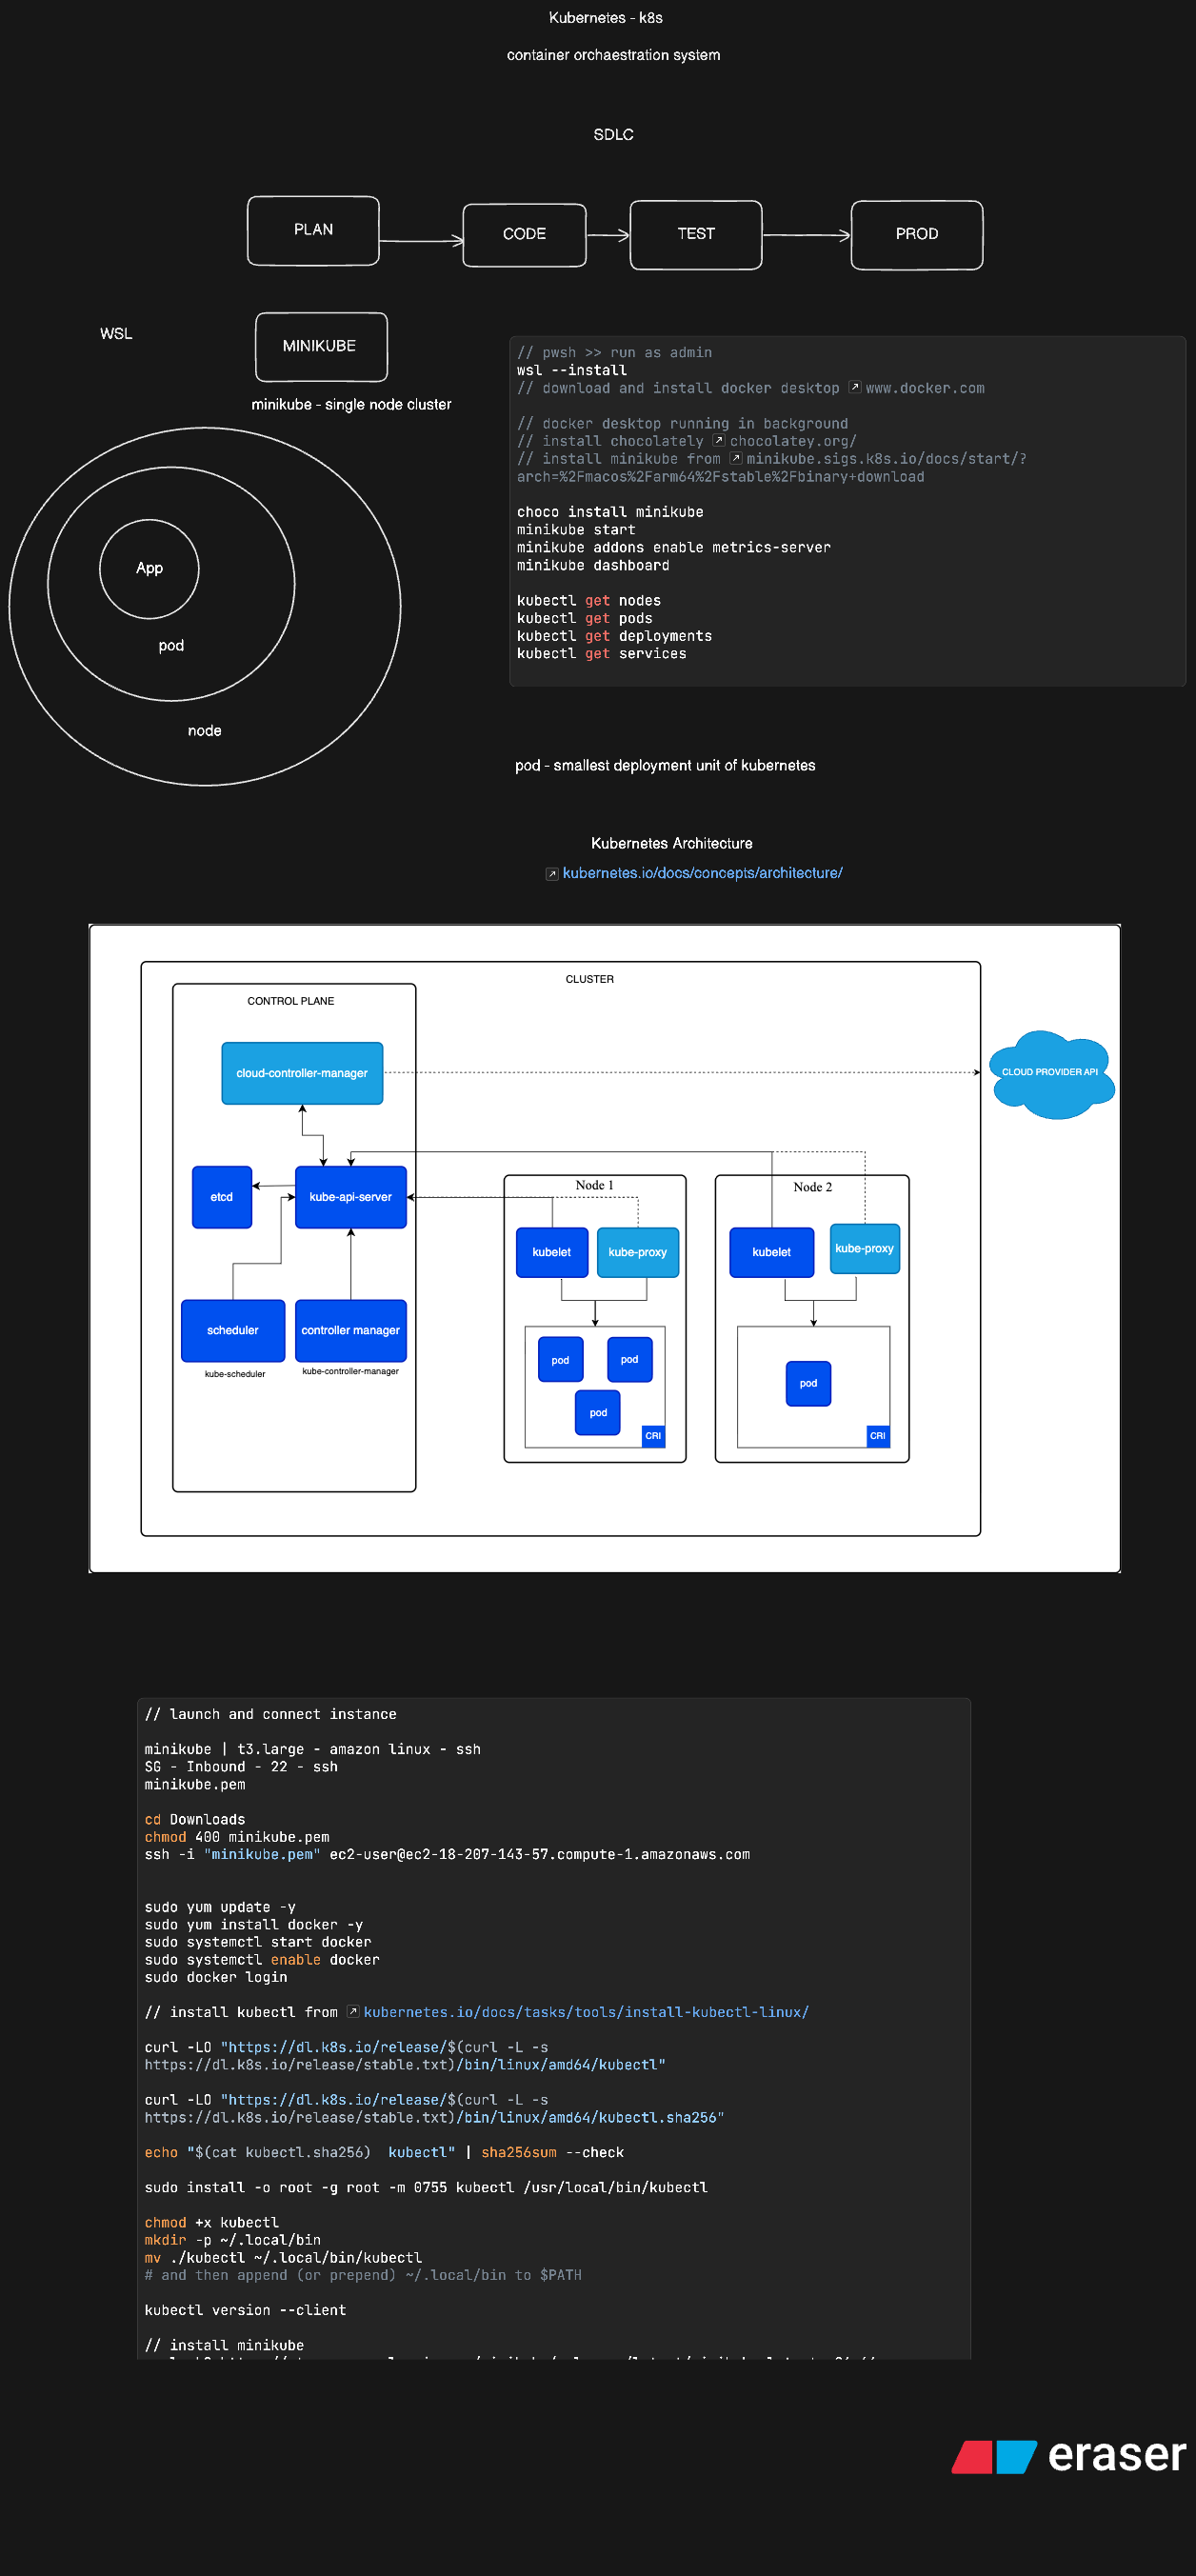 Kubernetes - k8s
container orchaestration system
SDLC
PLAN
CODE
TEST
PROD
WSL
MINIKUBE
minikube - single node cluster
App
pod
node
// pwsh >> run as admin
wsl --install
// download and install docker desktop www.docker.com
// docker desktop running in background
// install chocolately chocolatey.org/
// install minikube from minikube.sigs.k8s.io/docs/start/?
arch=%2Fmacos%2Farm64%2Fstable%2Fbinary+download
choco install minikube
minikube start
minikube addons enable metrics-server
minikube dashboard
kubectl get nodes
kubectl get pods
kubectl get deployments
kubectl get services
pod - smallest deployment unit of kubernetes
Kubernetes Architecture
kubernetes.io/docs/concepts/architecture/
CLUSTER
CONTROL PLANE
cloud-controller-manager
CLOUD PROVIDER API
etcd
kube-api-server
scheduler
kube-scheduler
controller manager
kube-controller-manager
Node 1
kubelet
kube-proxy
pod
pod
pod
CRI
Node 2
kubelet
kube-proxy
pod
CRI
// launch and connect instance
minikube | t3.large - amazon linux - ssh
SG - Inbound - 22 - ssh
minikube.pem
cd Downloads
chmod 400 minikube.pem
ssh -i "minikube.pem" ec2-user@ec2-18-207-143-57.compute-1.amazonaws.com
sudo yum update -y
sudo yum install docker -y
sudo systemctl start docker
sudo systemctl enable docker
sudo docker login
// install kubectl from kubernetes.io/docs/tasks/tools/install-kubectl-linux/
curl -LO "https://dl.k8s.io/release/$(curl -L -s
https://dl.k8s.io/release/stable.txt)/bin/linux/amd64/kubectl"
curl -LO "https://dl.k8s.io/release/$(curl -L -s
https://dl.k8s.io/release/stable.txt)/bin/linux/amd64/kubectl.sha256"
echo "$(cat kubectl.sha256)  kubectl" | sha256sum --check
sudo install -o root -g root -m 0755 kubectl /usr/local/bin/kubectl
chmod +x kubectl
mkdir -p ~/.local/bin
mv ./kubectl ~/.local/bin/kubectl
# and then append (or prepend) ~/.local/bin to $PATH
kubectl version --client
// install minikube
eraser